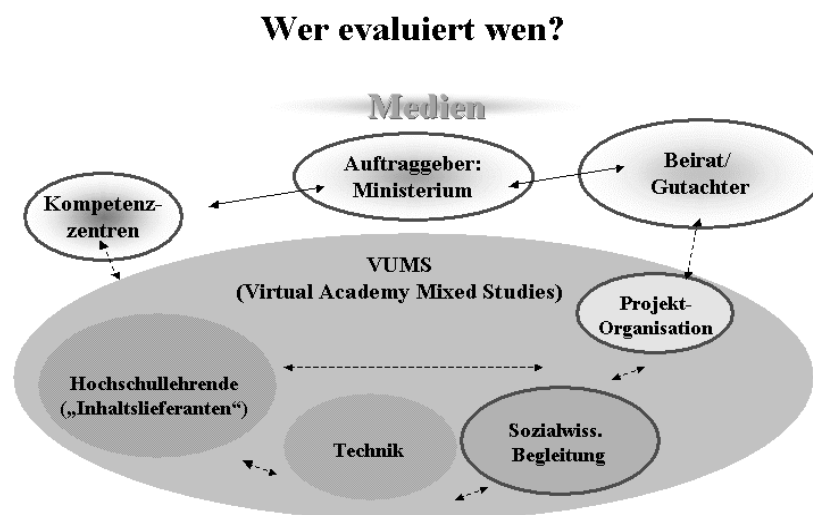 Wer evaluiert wen?
Medien
Auftraggeber:
Ministerium
Beirat/
Gutachter
Kompetenz-
zentren
VUMS
(Virtual Academy Mixed Studies)
Projekt-
Organisation
Hochschullehrende
(„Inhaltslieferanten“)
Technik
Sozialwiss.
Begleitung